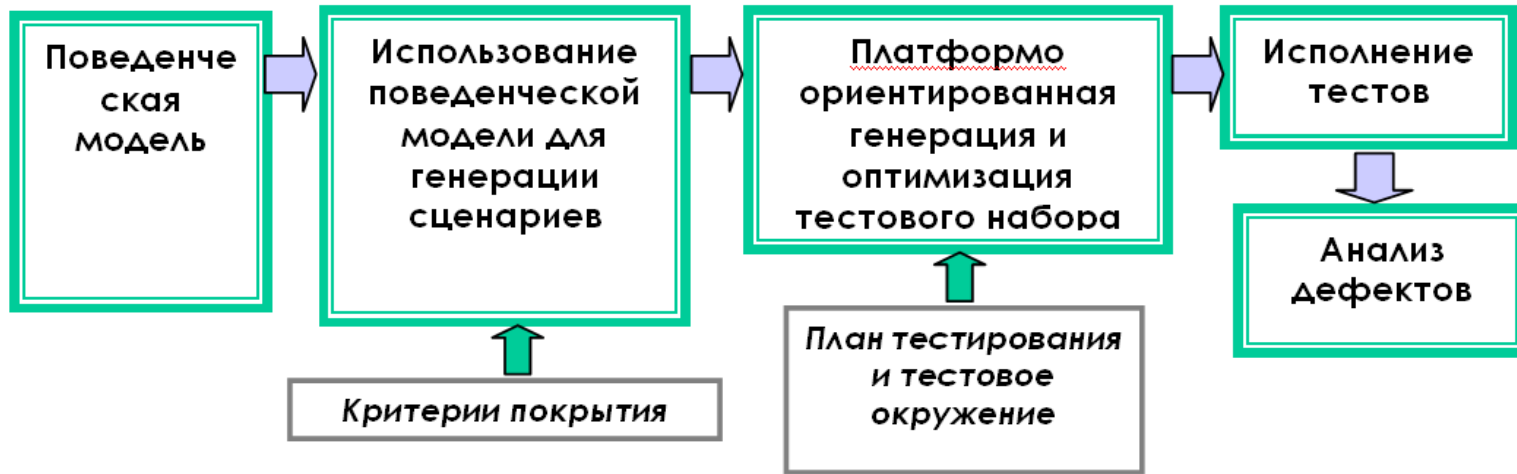 Поведенче
ская
модель
Использование
поведенческой
модели для
генерации
сценариев
Платформо
ориентированная
генерация и
оптимизация
тестового набора
Исполнение
тестов
Анализ
дефектов
Критерии покрытия
План тестирования
и тестовое
окружение